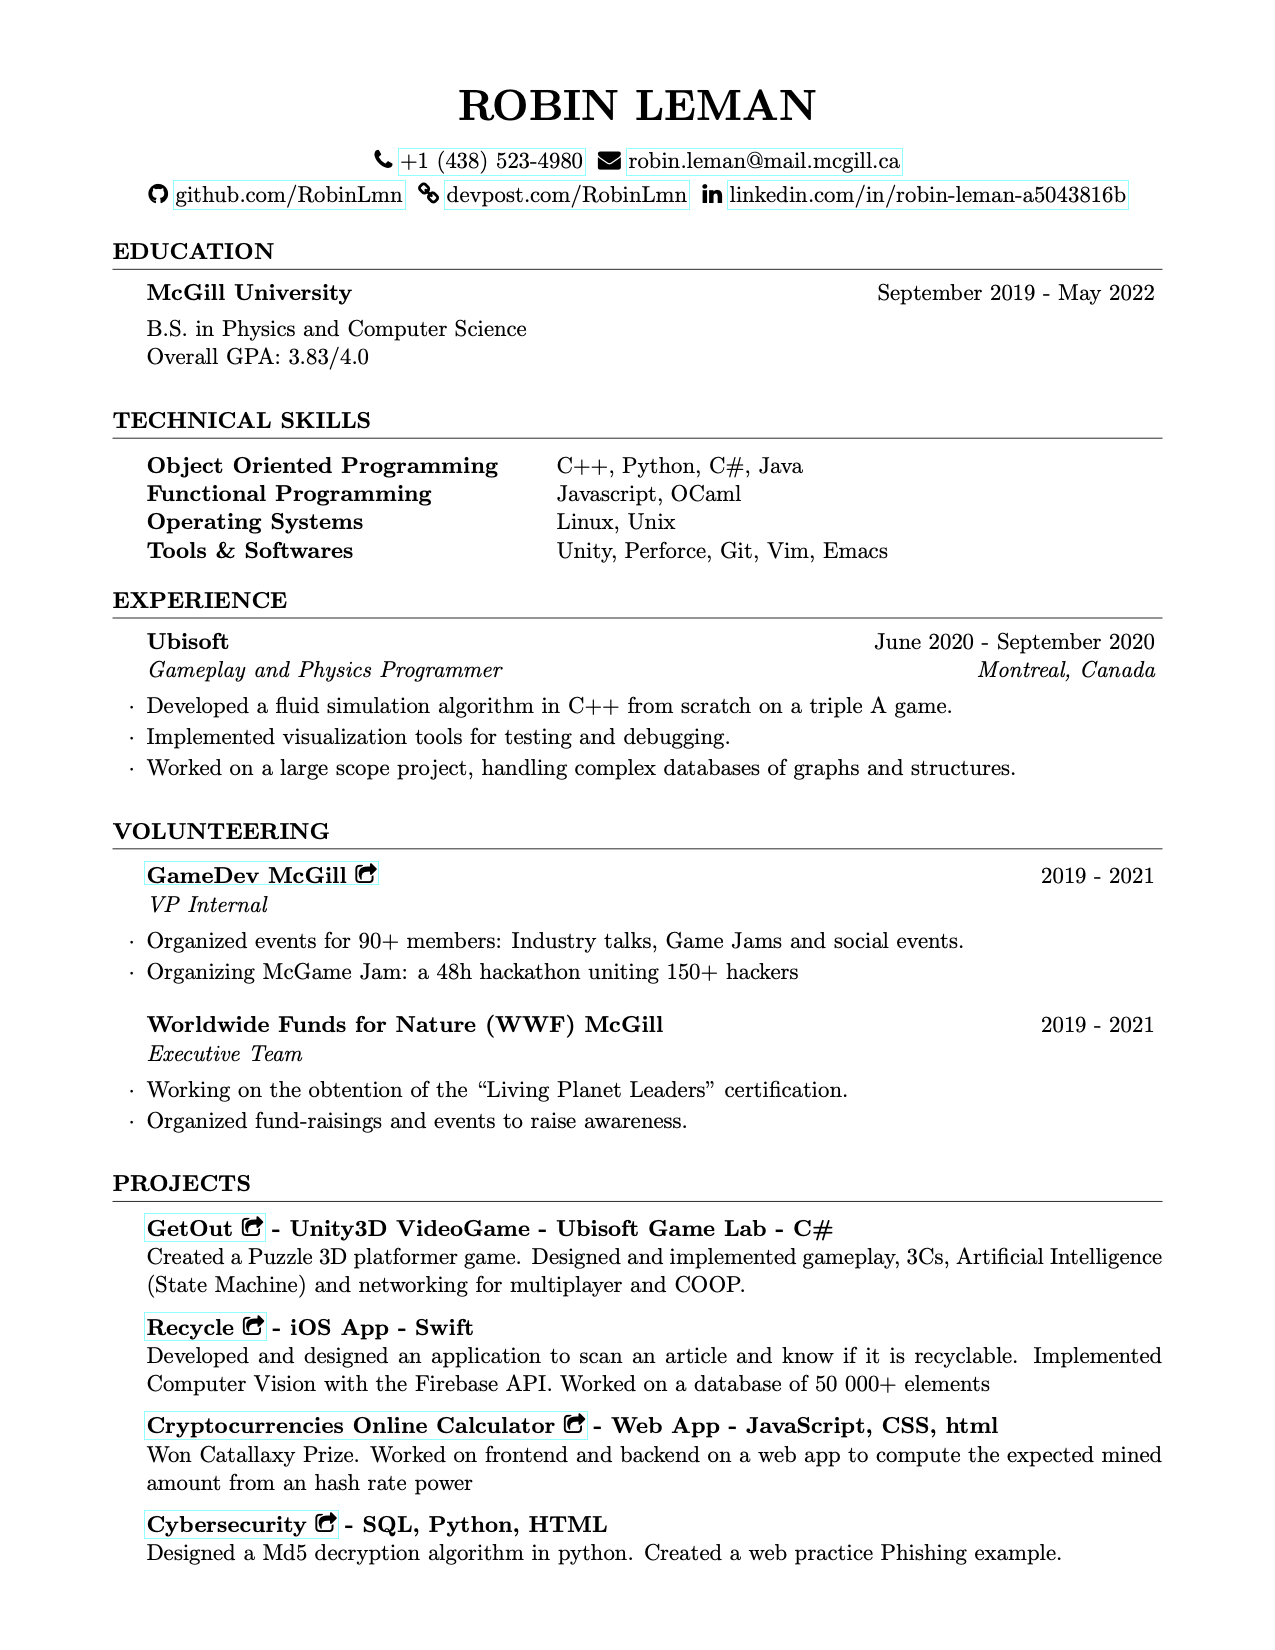 ROBIN LEMAN
+1 (438) 523-4980 robin.leman@mail.mcgill.ca
github.com/RobinLmn devpost.com/RobinLmn linkedin.com/in/robin-leman-a5043816b
EDUCATION
McGill University September 2019 - May 2022
B.S. in Physics and Computer Science
Overall GPA: 3.83/4.0
TECHNICAL SKILLS
Object Oriented Programming C++, Python, C#, Java
Functional Programming Javascript, OCaml
Operating Systems Linux, Unix
Tools & Softwares Unity, Perforce, Git, Vim, Emacs
EXPERIENCE
Ubisoft June 2020 - September 2020
Gameplay and Physics Programmer Montreal, Canada
· Developed a fluid simulation algorithm in C++ from scratch on a triple A game.
· Implemented visualization tools for testing and debugging.
· Worked on a large scope project, handling complex databases of graphs and structures.
VOLUNTEERING
GameDev McGill 2019 - 2021
VP Internal
· Organized events for 90+ members: Industry talks, Game Jams and social events.
· Organizing McGame Jam: a 48h hackathon uniting 150+ hackers
Worldwide Funds for Nature (WWF) McGill 2019 - 2021
Executive Team
· Working on the obtention of the “Living Planet Leaders” certification.
· Organized fund-raisings and events to raise awareness.
PROJECTS
GetOut - Unity3D VideoGame - Ubisoft Game Lab - C#
Created a Puzzle 3D platformer game. Designed and implemented gameplay, 3Cs, Artificial Intelligence
(State Machine) and networking for multiplayer and COOP.
Recycle - iOS App - Swift
Developed and designed an application to scan an article and know if it is recyclable. Implemented
Computer Vision with the Firebase API. Worked on a database of 50 000+ elements
Cryptocurrencies Online Calculator - Web App - JavaScript, CSS, html
Won Catallaxy Prize. Worked on frontend and backend on a web app to compute the expected mined
amount from an hash rate power
Cybersecurity - SQL, Python, HTML
Designed a Md5 decryption algorithm in python. Created a web practice Phishing example.